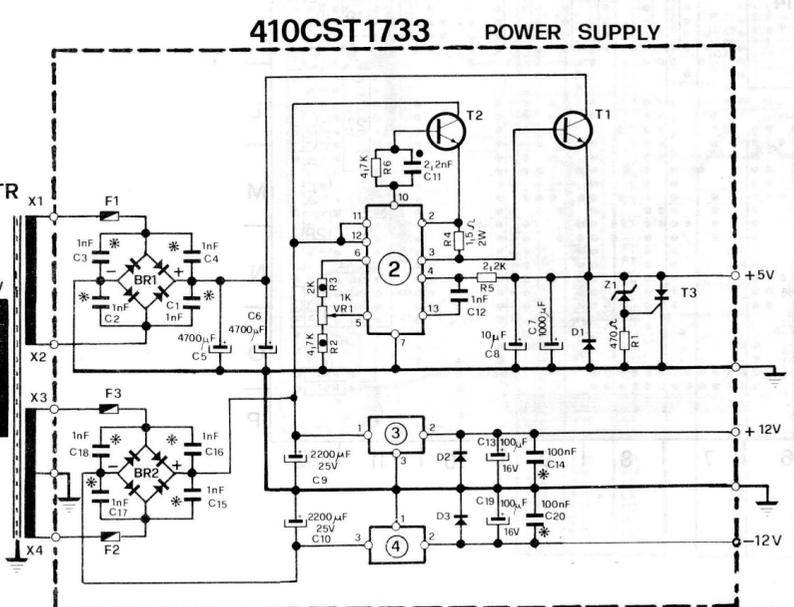 410CST1733 POWER SUPPLY
TR
X1
F1
1nF
C3
1nF
C4
BR1
C2
1nF
C1
1nF
X2
4700µF
C5
C6
4700µF
T2
T1
4,7K
R6
2,2nF
C11
10
11
12
6
5
2
3
4
13
7
2
R4
1,5Ω
2W
2K
R3
1K
VR1
4,7K
R2
2,2K
R5
1nF
C12
10µF
C8
C7
1000µF
D1
Z1
470Ω
R1
T3
+5V
X3
F3
1nF
C18
1nF
C16
BR2
1nF
C17
1nF
C15
X4
F2
2200µF
25V
C9
2200µF
25V
C10
1
3
2
3
D2
C13
100µF
16V
100nF
C14
+12V
D3
C19
100µF
16V
100nF
C20
1
3
4
2
-12V